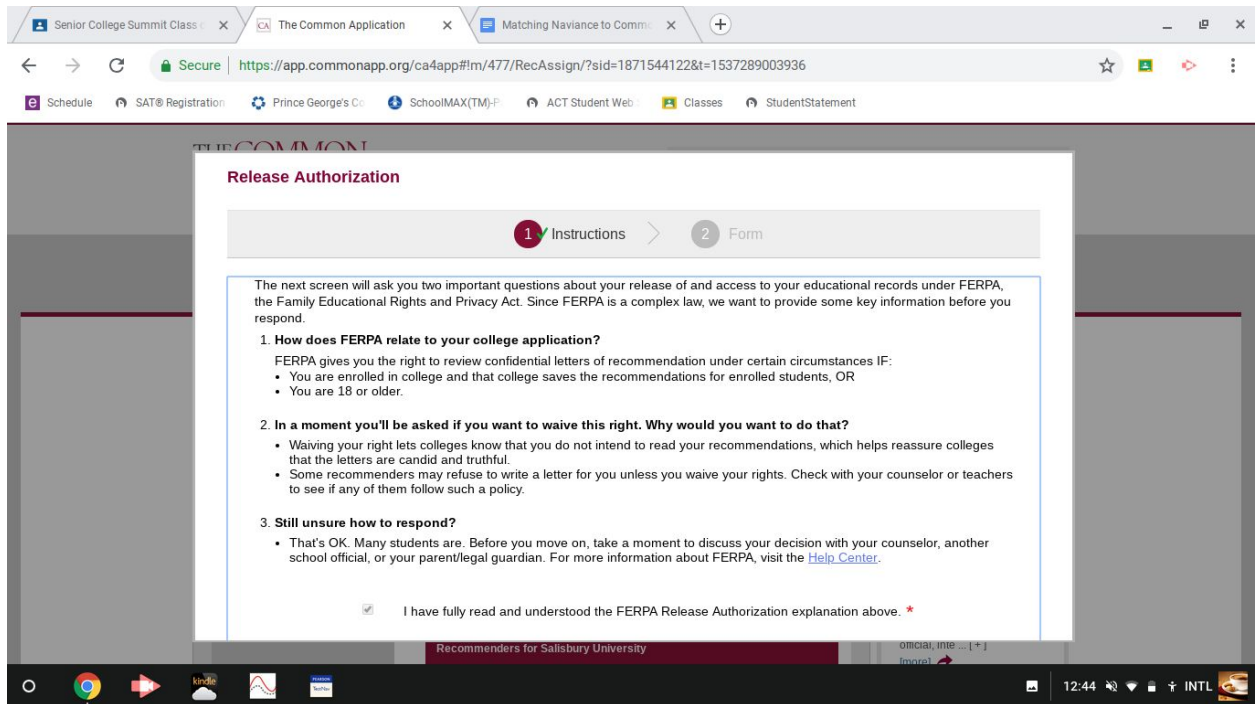 Senior College Summit Class
The Common Application
Matching Naviance to Comm
Secure
https://app.commonapp.org/ca4app#!m/477/RecAssign/?sid=1871544122&t=1537289003936
Schedule
SAT® Registration
Prince George's Co
SchoolMAX(TM)-P
ACT Student Web
Classes
StudentStatement
THE COMMON
Release Authorization
1 Instructions
2 Form
The next screen will ask you two important questions about your release of and access to your educational records under FERPA,
the Family Educational Rights and Privacy Act. Since FERPA is a complex law, we want to provide some key information before you
respond.
1. How does FERPA relate to your college application?
FERPA gives you the right to review confidential letters of recommendation under certain circumstances IF:
• You are enrolled in college and that college saves the recommendations for enrolled students, OR
• You are 18 or older.
2. In a moment you'll be asked if you want to waive this right. Why would you want to do that?
• Waiving your right lets colleges know that you do not intend to read your recommendations, which helps reassure colleges
that the letters are candid and truthful.
• Some recommenders may refuse to write a letter for you unless you waive your rights. Check with your counselor or teachers
to see if any of them follow such a policy.
3. Still unsure how to respond?
• That's OK. Many students are. Before you move on, take a moment to discuss your decision with your counselor, another
school official, or your parent/legal guardian. For more information about FERPA, visit the Help Center.
I have fully read and understood the FERPA Release Authorization explanation above. *
Recommenders for Salisbury University
official, inte ... [+]
[more]
kindle
PEARSON
TestNav
12:44
INTL